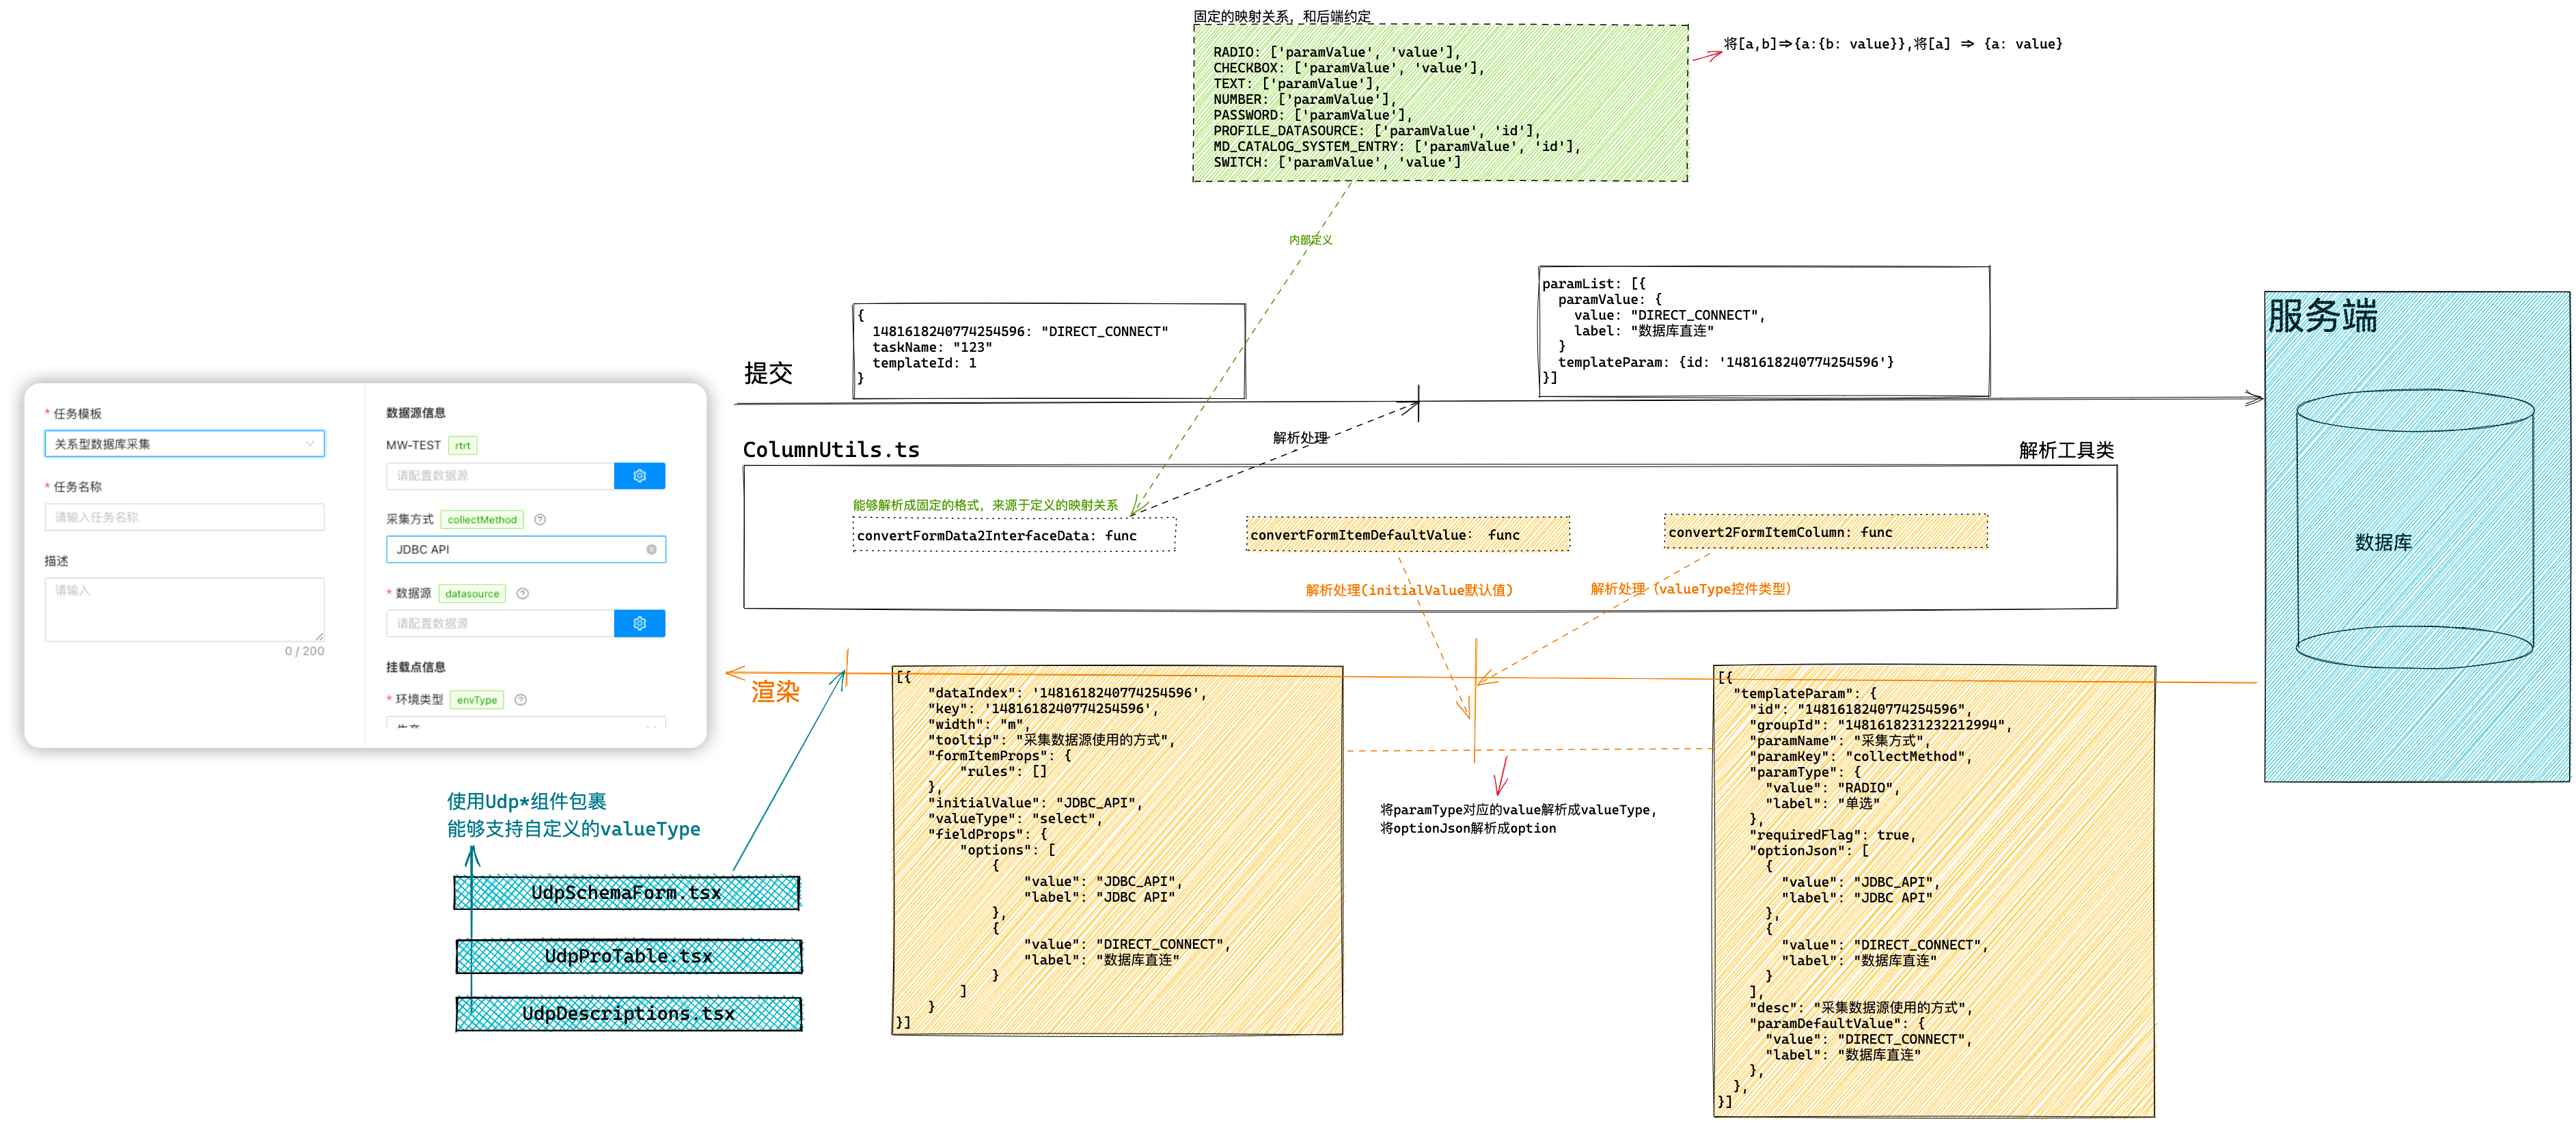 固定的映射关系，和后端约定
RADIO: ['paramValue', 'value'],
CHECKBOX: ['paramValue', 'value'],
TEXT: ['paramValue'],
NUMBER: ['paramValue'],
PASSWORD: ['paramValue'],
PROFILE_DATASOURCE: ['paramValue', 'id'],
MD_CATALOG_SYSTEM_ENTRY: ['paramValue', 'id'],
SWITCH: ['paramValue', 'value']
将[a,b]=>{a:{b: value}},将[a] => {a: value}
内部定义
{
1481618240774254596: "DIRECT_CONNECT"
taskName: "123"
templateId: 1
}
paramList: [{
paramValue: {
value: "DIRECT_CONNECT",
label: "数据库直连"
}
templateParam: {id: '1481618240774254596'}
}]
服务端
数据库
提交
解析处理
ColumnUtils.ts
解析工具类
能够解析成固定的格式，来源于定义的映射关系
convertFormData2InterfaceData: func
convertFormItemDefaultValue: func
convert2FormItemColumn: func
解析处理(initialValue默认值)
解析处理（valueType控件类型）
* 任务模板
关系型数据库采集
* 任务名称
请输入任务名称
描述
请输入
0 / 200
数据源信息
MW-TEST rtrt
请配置数据源
采集方式 collectMethod
JDBC API
* 数据源 datasource
请配置数据源
挂载点信息
* 环境类型 envType
渲染
[{
"dataIndex": '1481618240774254596',
"key": '1481618240774254596',
"width": "m",
"tooltip": "采集数据源使用的方式",
"formItemProps": {
"rules": []
},
"initialValue": "JDBC_API",
"valueType": "select",
"fieldProps": {
"options": [
{
"value": "JDBC_API",
"label": "JDBC API"
},
{
"value": "DIRECT_CONNECT",
"label": "数据库直连"
}
]
}
}]
将paramType对应的value解析成valueType,
将optionJson解析成option
[{
"templateParam": {
"id": "1481618240774254596",
"groupId": "1481618231232212994",
"paramName": "采集方式",
"paramKey": "collectMethod",
"paramType": {
"value": "RADIO",
"label": "单选"
},
"requiredFlag": true,
"optionJson": [
{
"value": "JDBC_API",
"label": "JDBC API"
},
{
"value": "DIRECT_CONNECT",
"label": "数据库直连"
}
],
"desc": "采集数据源使用的方式",
"paramDefaultValue": {
"value": "DIRECT_CONNECT",
"label": "数据库直连"
},
},
}]
使用Udp*组件包裹
能够支持自定义的valueType
UdpSchemaForm.tsx
UdpProTable.tsx
UdpDescriptions.tsx